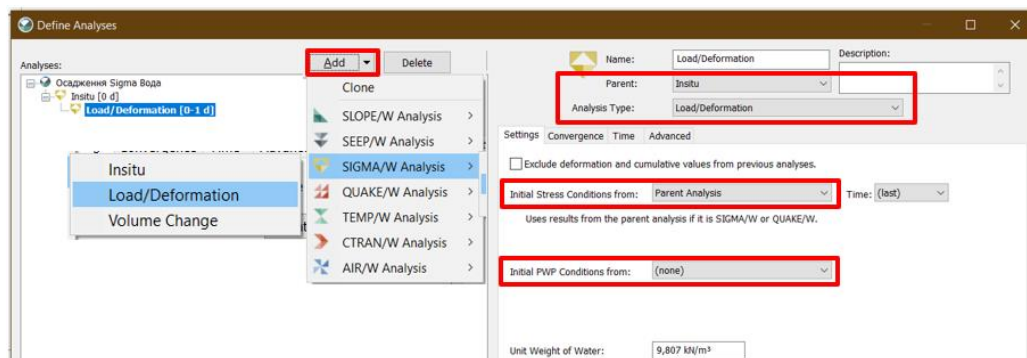 Define Analyses
Analyses:
Add
Delete
Осадження Sigma Вода
Insitu [0 d]
Load/Deformation [0-1 d]
Clone
SLOPE/W Analysis
SEEP/W Analysis
SIGMA/W Analysis
QUAKE/W Analysis
TEMP/W Analysis
CTRAN/W Analysis
AIR/W Analysis
Insitu
Load/Deformation
Volume Change
Name: Load/Deformation
Description:
Parent: Insitu
Analysis Type: Load/Deformation
Settings Convergence Time Advanced
Exclude deformation and cumulative values from previous analyses.
Initial Stress Conditions from: Parent Analysis Time: (last)
Uses results from the parent analysis if it is SIGMA/W or QUAKE/W.
Initial PWP Conditions from: (none)
Unit Weight of Water: 9,807 kN/m³